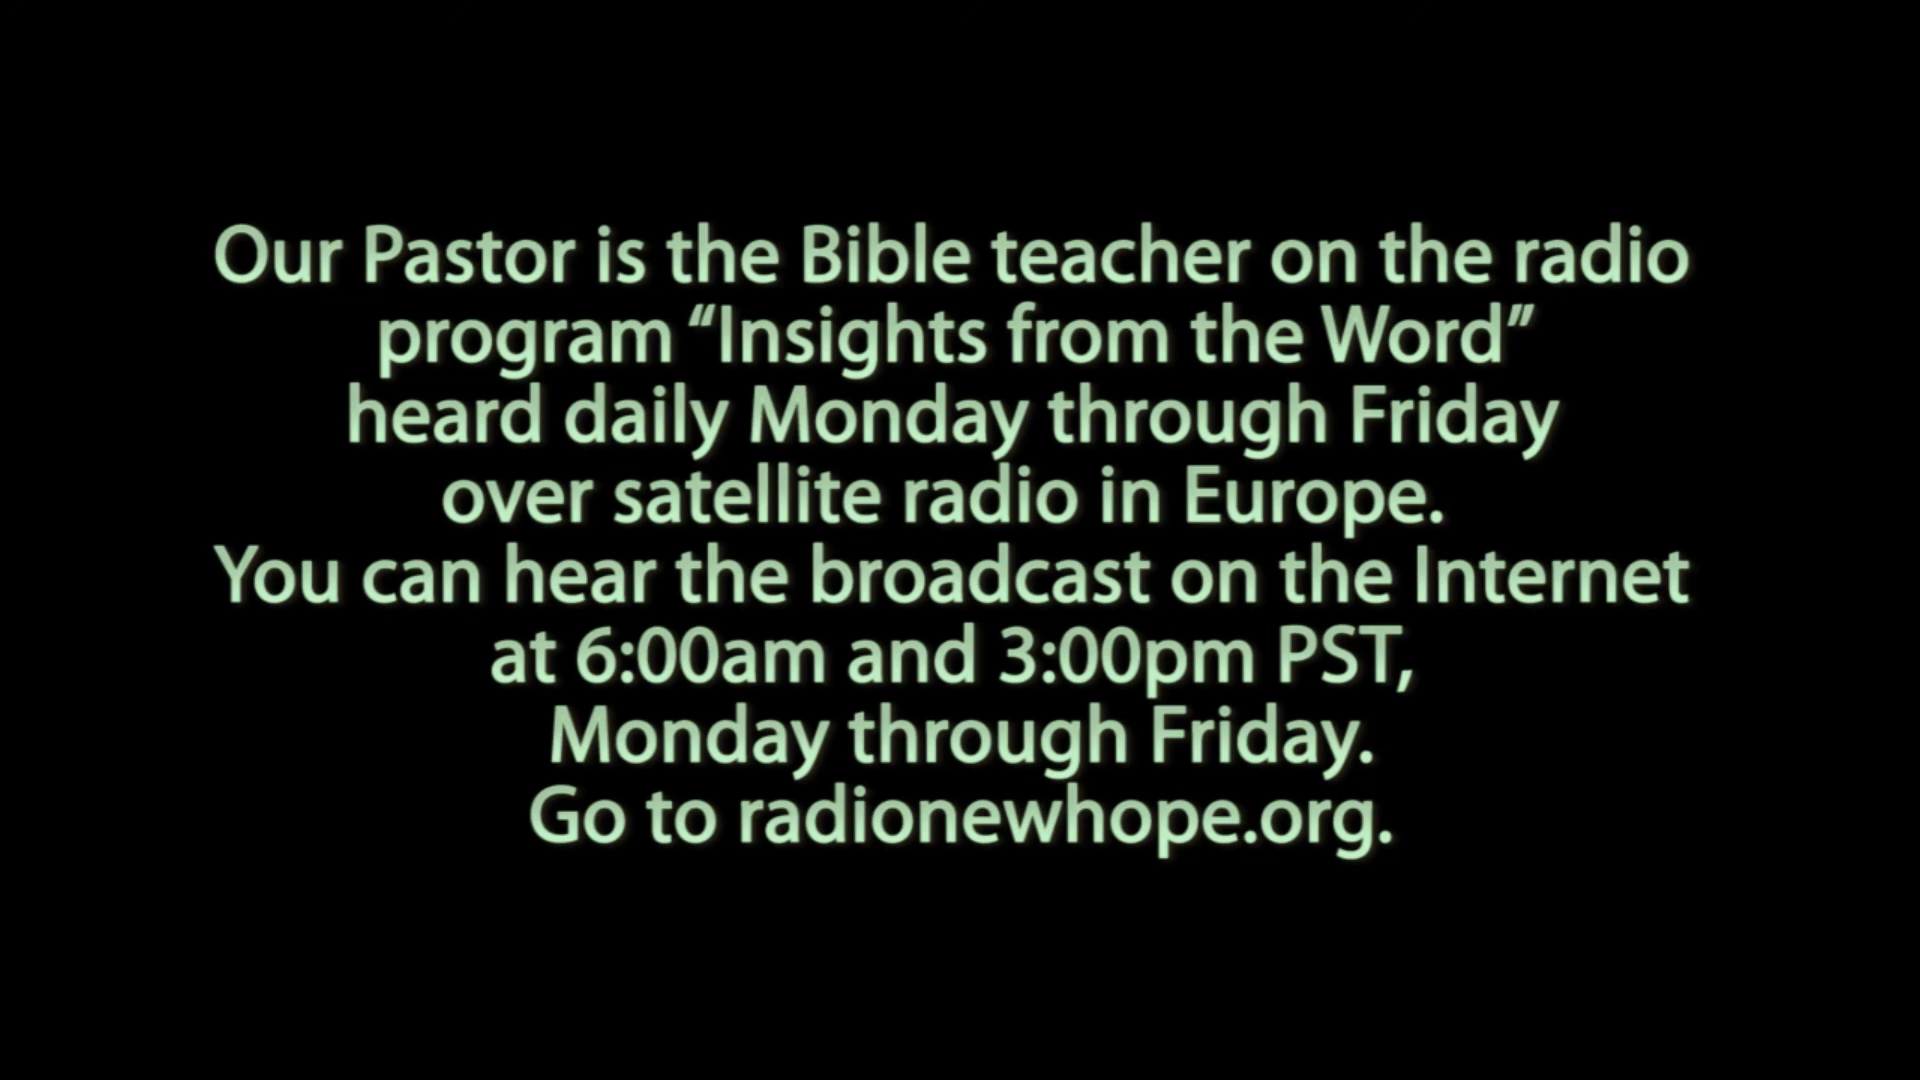 Our Pastor is the Bible teacher on the radio
program “Insights from the Word”
heard daily Monday through Friday
over satellite radio in Europe.
You can hear the broadcast on the Internet
at 6:00am and 3:00pm PST,
Monday through Friday.
Go to radionewhope.org.